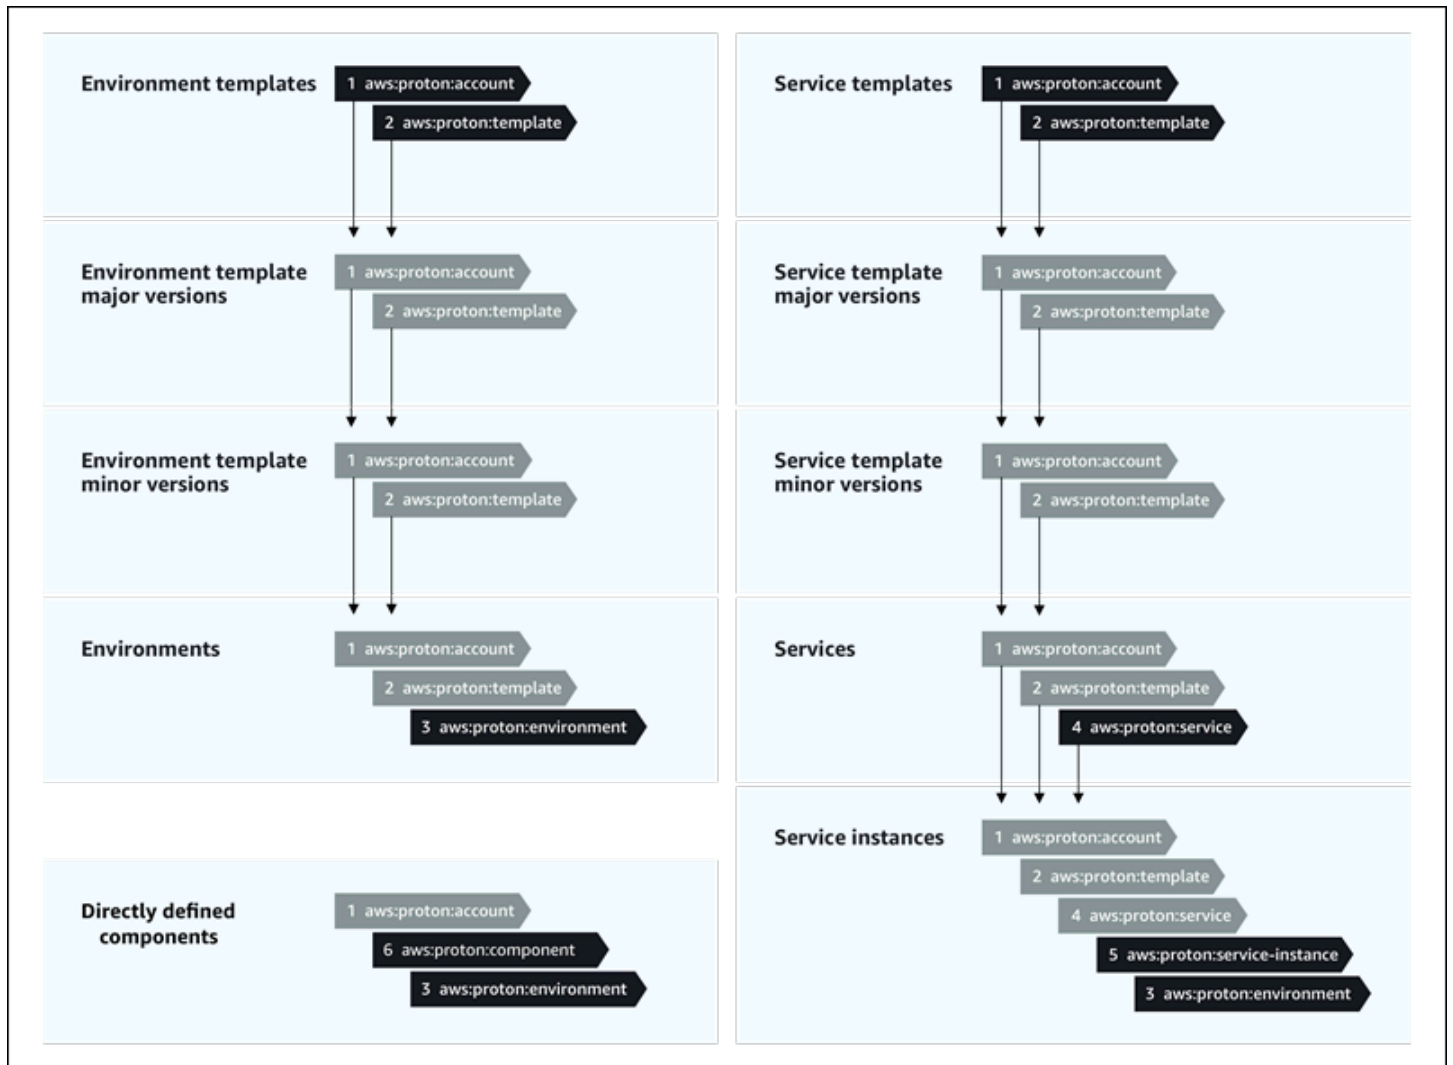 Environment templates
1 aws:proton:account
2 aws:proton:template
Environment template
major versions
1 aws:proton:account
2 aws:proton:template
Environment template
minor versions
1 aws:proton:account
2 aws:proton:template
Environments
1 aws:proton:account
2 aws:proton:template
3 aws:proton:environment
Directly defined
components
1 aws:proton:account
6 aws:proton:component
3 aws:proton:environment
Service templates
1 aws:proton:account
2 aws:proton:template
Service template
major versions
1 aws:proton:account
2 aws:proton:template
Service template
minor versions
1 aws:proton:account
2 aws:proton:template
Services
1 aws:proton:account
2 aws:proton:template
4 aws:proton:service
Service instances
1 aws:proton:account
2 aws:proton:template
4 aws:proton:service
5 aws:proton:service-instance
3 aws:proton:environment